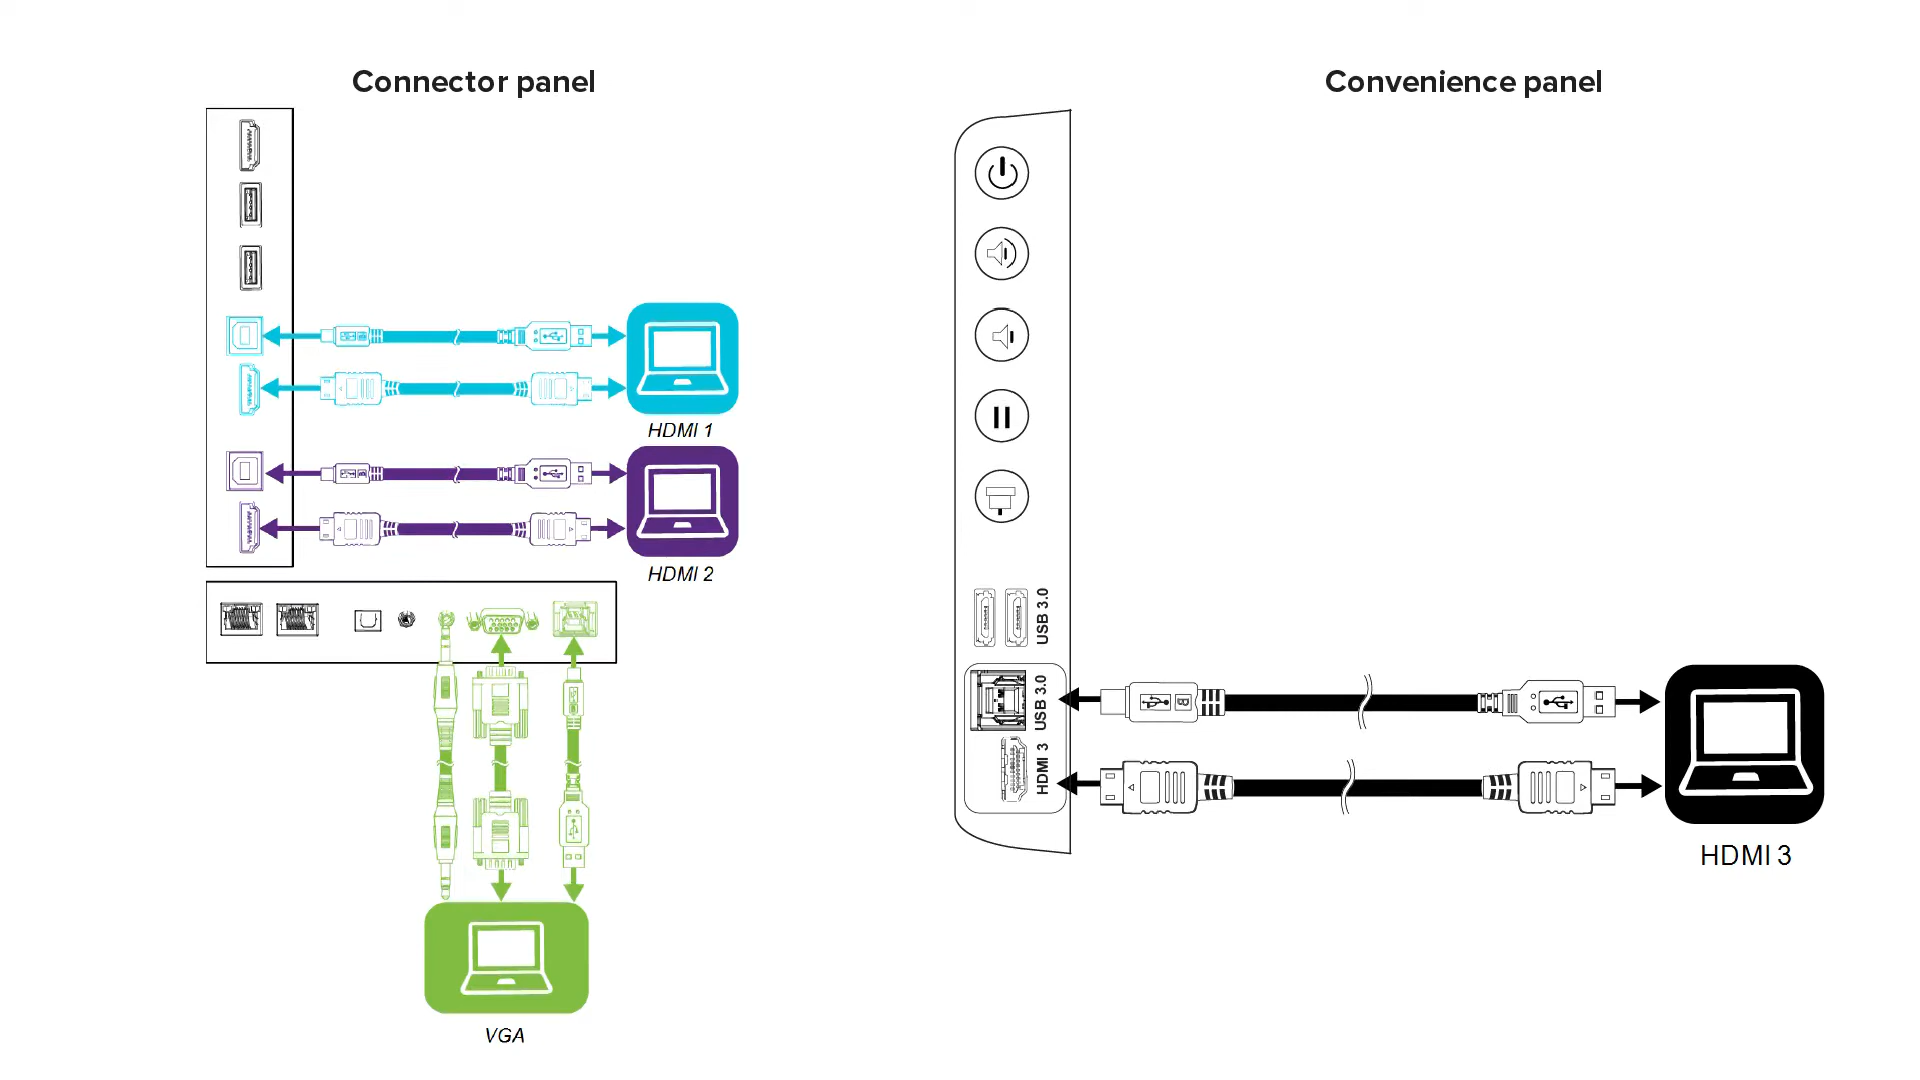 Connector panel
HDMI 1
HDMI 2
VGA
Convenience panel
USB 3.0
USB 3.0
HDMI 3
B
HDMI 3